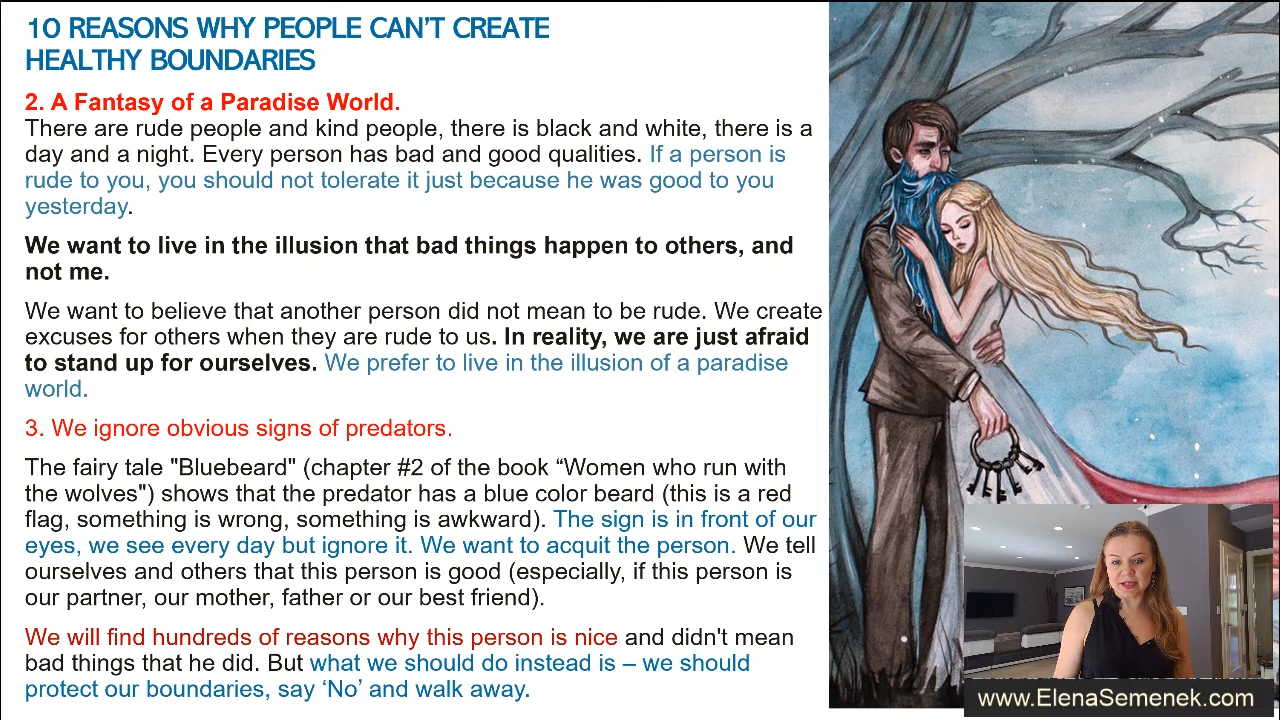 10 REASONS WHY PEOPLE CAN’T CREATE
HEALTHY BOUNDARIES
2. A Fantasy of a Paradise World.
There are rude people and kind people, there is black and white, there is a
day and a night. Every person has bad and good qualities. If a person is
rude to you, you should not tolerate it just because he was good to you
yesterday.
We want to live in the illusion that bad things happen to others, and
not me.
We want to believe that another person did not mean to be rude. We create
excuses for others when they are rude to us. In reality, we are just afraid
to stand up for ourselves. We prefer to live in the illusion of a paradise
world.
3. We ignore obvious signs of predators.
The fairy tale "Bluebeard" (chapter #2 of the book “Women who run with
the wolves") shows that the predator has a blue color beard (this is a red
flag, something is wrong, something is awkward). The sign is in front of our
eyes, we see every day but ignore it. We want to acquit the person. We tell
ourselves and others that this person is good (especially, if this person is
our partner, our mother, father or our best friend).
We will find hundreds of reasons why this person is nice and didn't mean
bad things that he did. But what we should do instead is – we should
protect our boundaries, say ‘No’ and walk away.
www.ElenaSemenek.com